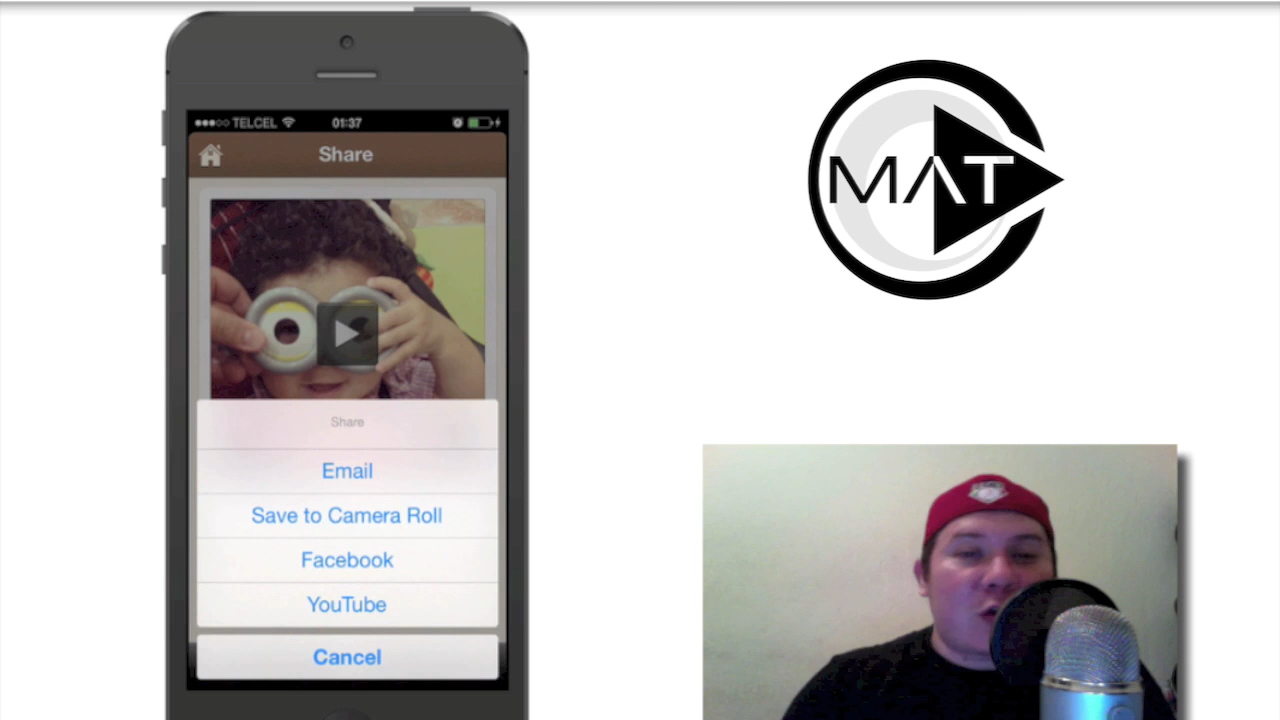 TELCEL
01:37
Share
Share
Email
Save to Camera Roll
Facebook
YouTube
Cancel
MAT